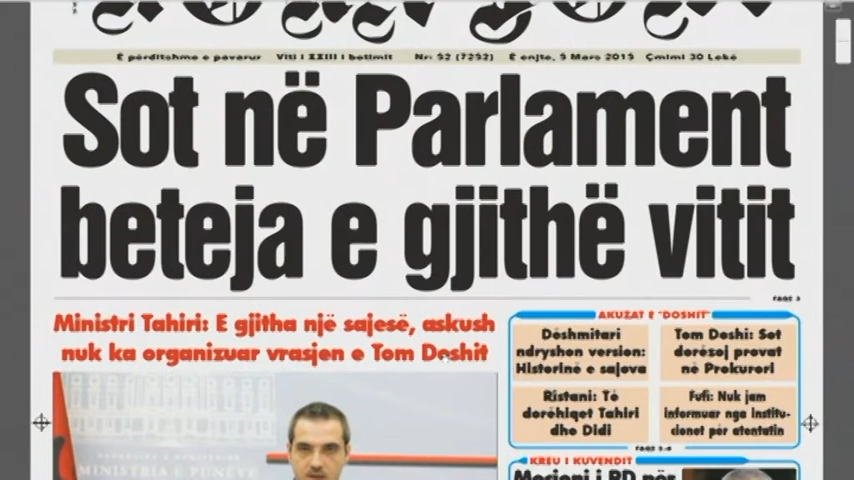 E përditshme e pavarur Viti i XXIII i botimit Nr: 52 (7252) E enjte, 5 Mars 2015 Çmimi 30 Lekë
Sot në Parlament
beteja e gjithë vitit
FAQE 3
Ministri Tahiri: E gjitha një sajesë, askush
nuk ka organizuar vrasjen e Tom Doshit
AKUZAT E "DOSHIT"
Dëshmitari
ndryshon version:
Historinë e sajova
Tom Doshi: Sot
dorëzoj provat
në Prokurori
Ristani: Të
dorëhiqet Tahiri
dhe Didi
Fufi: Nuk jam
informuar nga institu-
cionet për atentatin
MINISTRIA E PUNËVE
KREU I KUVENDIT
Mocioni i PD për